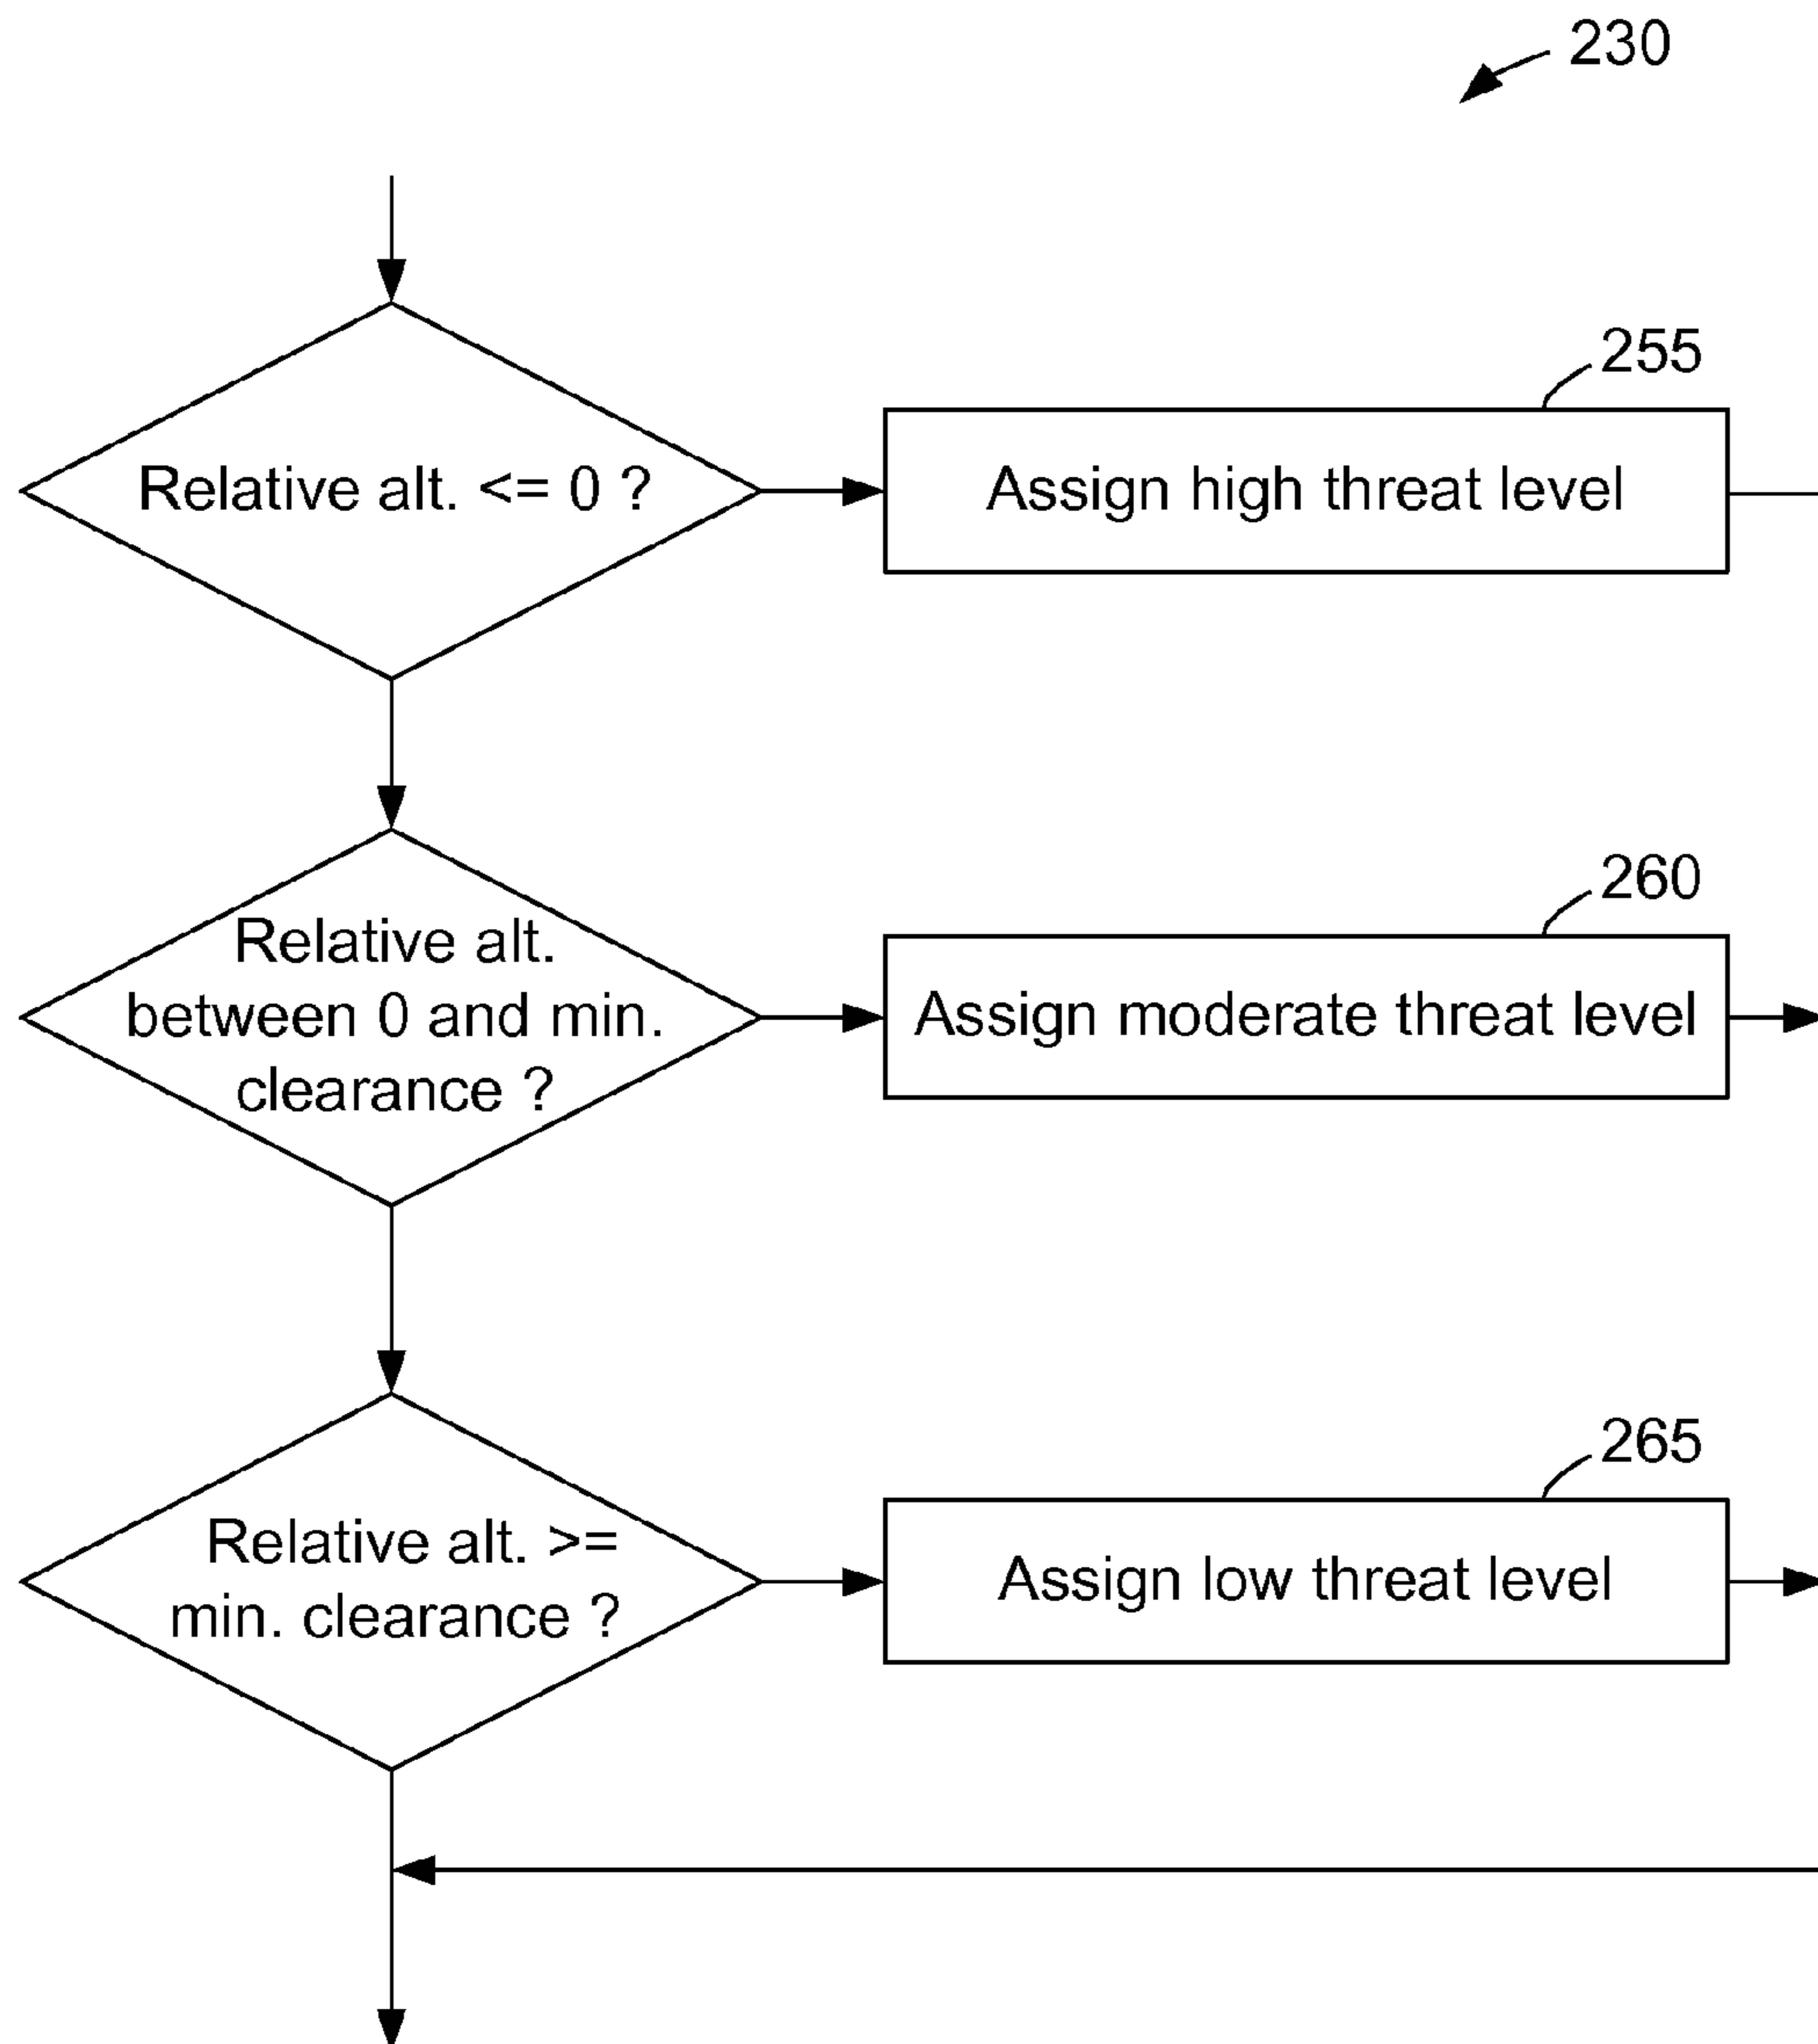 230
Relative alt. <= 0 ?
255
Assign high threat level
Relative alt.
between 0 and min.
clearance ?
260
Assign moderate threat level
Relative alt. >=
min. clearance ?
265
Assign low threat level